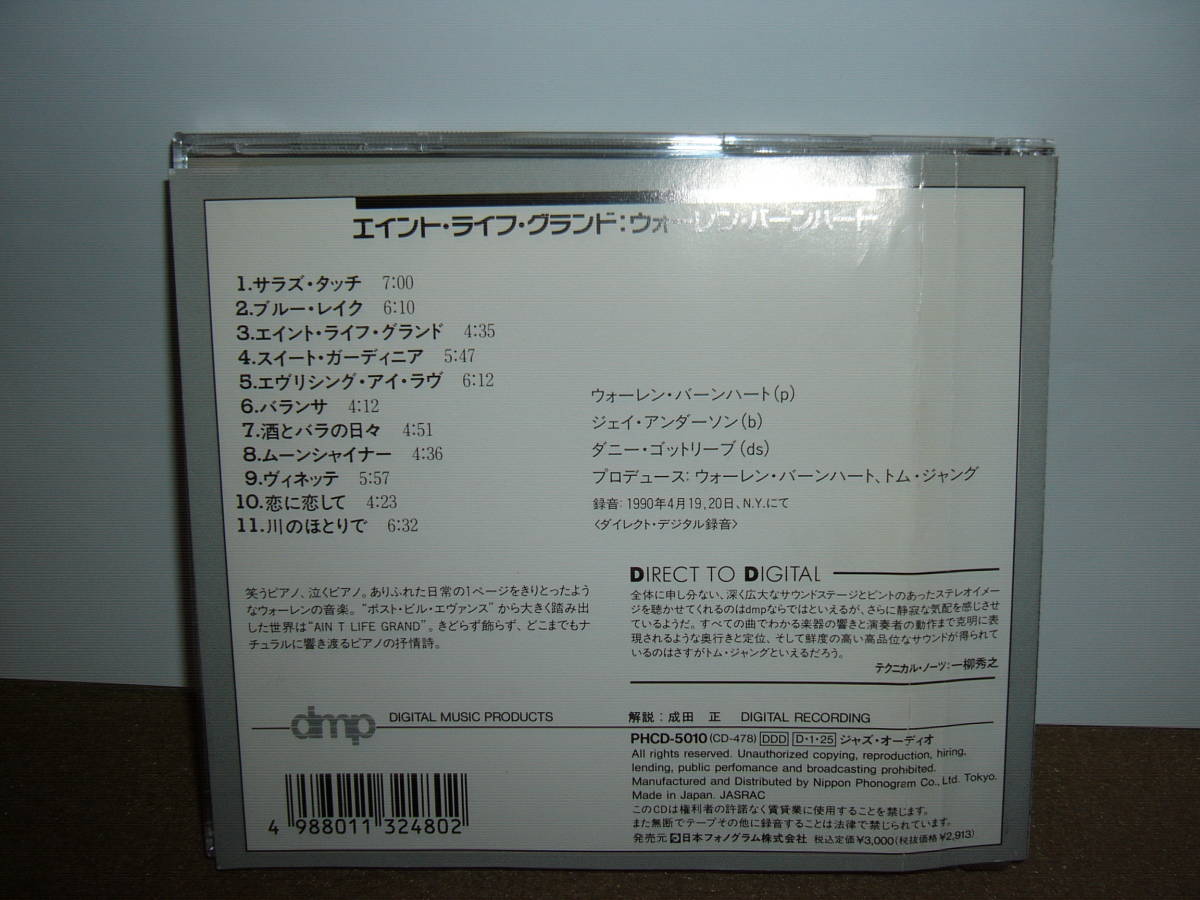 エイント・ライフ・グランド:ウォーレン・バーンハート
1.サラズ・タッチ 7:00
2.ブルー・レイク 6:10
3.エイント・ライフ・グランド 4:35
4.スイート・ガーディニア 5:47
5.エヴリシング・アイ・ラヴ 6:12
6.バランサ 4:12
7.酒とバラの日々 4:51
8.ムーンシャイナー 4:36
9.ヴィネッテ 5:57
10.恋に恋して 4:23
11.川のほとりで 6:32
ウォーレン・バーンハート(p)
ジェイ・アンダーソン(b)
ダニー・ゴットリーブ(ds)
プロデュース:ウォーレン・バーンハート、トム・ジャング
録音:1990年4月19,20日、N.Y.にて
〈ダイレクト・デジタル録音〉
笑うピアノ、泣くピアノ。ありふれた日常の1ページをきりとったよう
なウォーレンの音楽。“ポスト・ビル・エヴァンス”から大きく踏み出
した世界は“AIN T LIFE GRAND”。きどらず飾らず、どこまでもナ
チュラルに響き渡るピアノの抒情詩。
DIRECT TO DIGITAL
全体に申し分ない、深く広大なサウンドステージとピントのあったステレオイメー
ジを聴かせてくれるのはdmpならではといえるが、さらに静寂な気配を感じさせ
ているようだ。すべての曲でわかる楽器の響きと演奏者の動作まで克明に表
現されるような奥行きと定位、そして鮮度の高い高品位なサウンドが得られて
いるのはさすがトム・ジャングといえるだろう。
テクニカル・ノーツ:一柳秀之
dmp DIGITAL MUSIC PRODUCTS
解説:成田 正 DIGITAL RECORDING
PHCD-5010 (CD-478) DDD D・1・25 ジャズ・オーディオ
All rights reserved. Unauthorized copying, reproduction, hiring,
lending, public perfomance and broadcasting prohibited.
Manufactured and Distributed by Nippon Phonogram Co., Ltd. Tokyo.
Made in Japan. JASRAC
このCDは権利者の許諾なく賃貸業に使用することを禁じます。
また無断でテープその他に録音することは法律で禁じられています。
発売元 日本フォノグラム株式会社 税込定価¥3,000(税抜価格¥2,913)
4 988011 324802